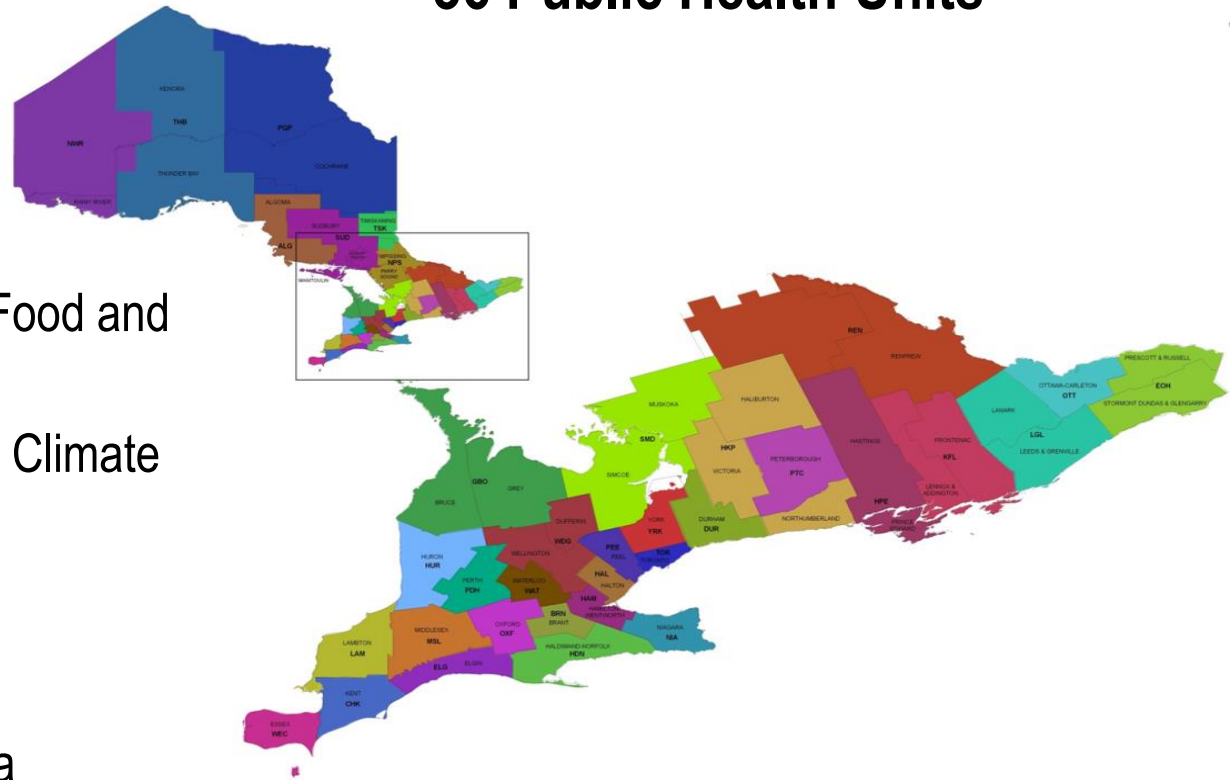 36 Public Health Units
KENORA
THB
PQP
NWR
COCHRANE
THUNDER BAY
RAINY RIVER
ALGOMA
TIMISKAMING
TSK
SUDBURY
SUD
ALG
NIPISSING
NPS
PARRY
SOUND
MANITOULIN
Food and
Climate
a
REN
RENFREW
PRESCOTT & RUSSELL
OTTAWA-CARLETON
OTT
EOH
STORMONT DUNDAS & GLENGARRY
LANARK
LGL
LEEDS & GRENVILLE
MUSKOKA
HALIBURTON
SMD
HKP
HASTINGS
FRONTENAC
KFL
PETERBOROUGH
PTC
VICTORIA
SIMCOE
LENNOX &
ADDINGTON
HPE
PRINCE
EDWARD
GBO
GREY
BRUCE
DUFFERIN
YORK
YRK
DURHAM
DUR
NORTHUMBERLAND
WDG
WELLINGTON
PEE
PEEL
TOR
HURON
HUR
PERTH
PDH
WATERLOO
WAT
HAL
HALTON
HAM
HAMILTON-
WENTWORTH
BRN
BRANT
OXFORD
OXF
MIDDLESEX
MSL
NIAGARA
NIA
LAMBTON
LAM
HALDIMAND-NORFOLK
HDN
ELG
ELGIN
KENT
CHK
ESSEX
WEC